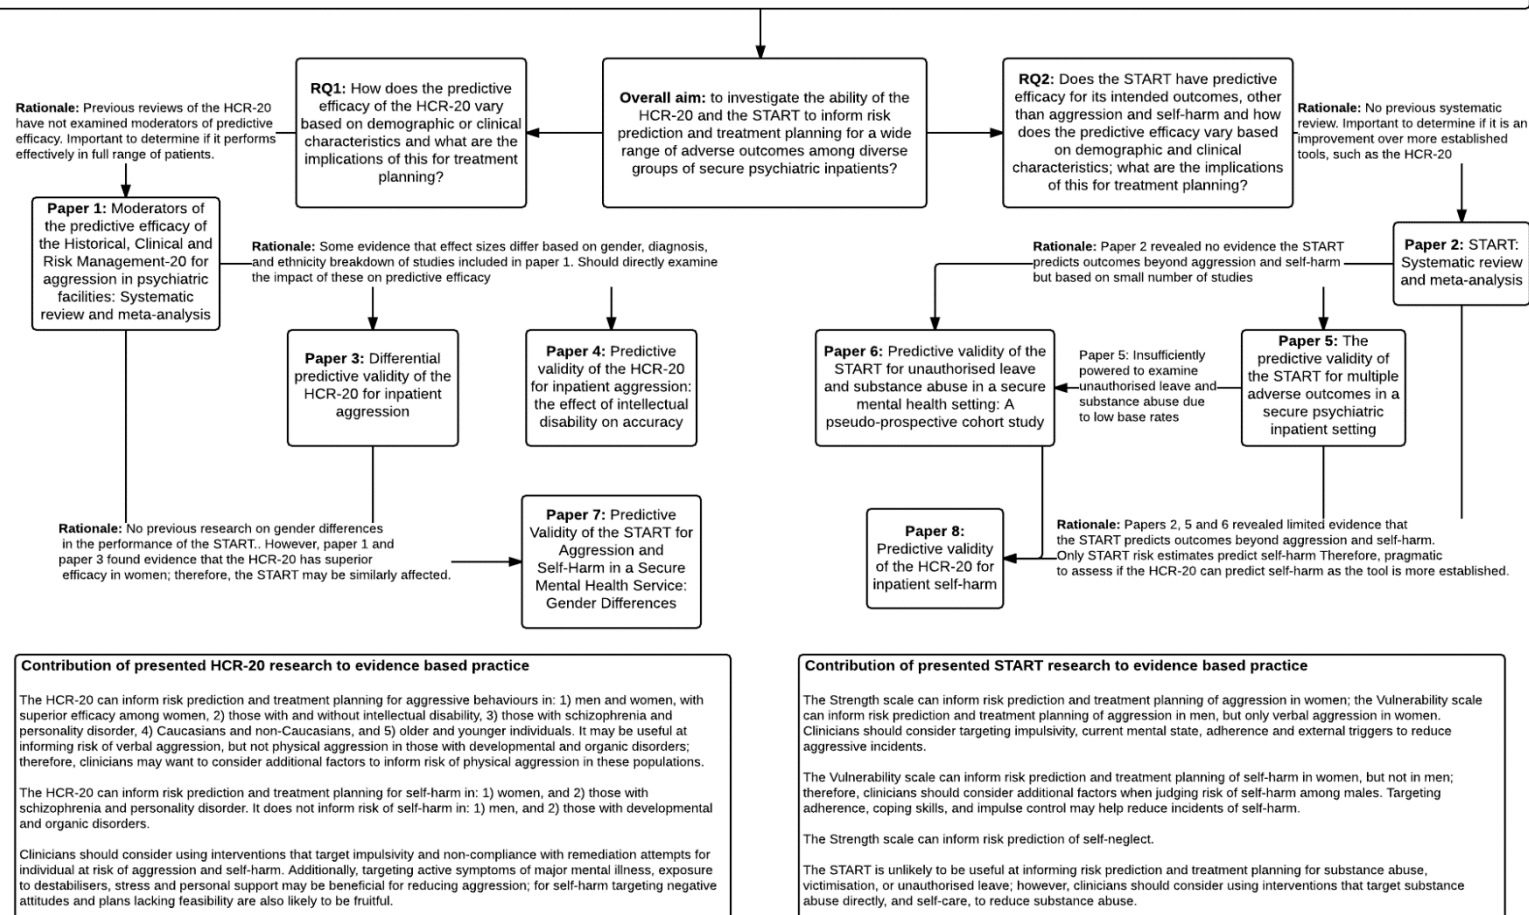 Overall aim: to investigate the ability of the
HCR-20 and the START to inform risk
prediction and treatment planning for a wide
range of adverse outcomes among diverse
groups of secure psychiatric inpatients?
RQ1: How does the predictive
efficacy of the HCR-20 vary
based on demographic or clinical
characteristics and what are the
implications of this for treatment
planning?
RQ2: Does the START have predictive
efficacy for its intended outcomes, other
than aggression and self-harm and how
does the predictive efficacy vary based
on demographic and clinical
characteristics; what are the implications
of this for treatment planning?
Rationale: Previous reviews of the HCR-20
have not examined moderators of predictive
efficacy. Important to determine if it performs
effectively in full range of patients.
Rationale: No previous systematic
review. Important to determine if it is an
improvement over more established
tools, such as the HCR-20
Paper 1: Moderators of
the predictive efficacy of
the Historical, Clinical and
Risk Management-20 for
aggression in psychiatric
facilities: Systematic
review and meta-analysis
Rationale: Some evidence that effect sizes differ based on gender, diagnosis,
and ethnicity breakdown of studies included in paper 1. Should directly examine
the impact of these on predictive efficacy
Rationale: Paper 2 revealed no evidence the START
predicts outcomes beyond aggression and self-harm
but based on small number of studies
Paper 2: START:
Systematic review
and meta-analysis
Paper 3: Differential
predictive validity of the
HCR-20 for inpatient
aggression
Paper 4: Predictive
validity of the HCR-20
for inpatient aggression:
the effect of intellectual
disability on accuracy
Paper 6: Predictive validity of the
START for unauthorised leave
and substance abuse in a secure
mental health setting: A
pseudo-prospective cohort study
Paper 5: Insufficiently
powered to examine
unauthorised leave and
substance abuse due
to low base rates
Paper 5: The
predictive validity of
the START for multiple
adverse outcomes in a
secure psychiatric
inpatient setting
Rationale: No previous research on gender differences
in the performance of the START.. However, paper 1 and
paper 3 found evidence that the HCR-20 has superior
efficacy in women; therefore, the START may be similarly affected.
Paper 7: Predictive
Validity of the START for
Aggression and
Self-Harm in a Secure
Mental Health Service:
Gender Differences
Paper 8:
Predictive validity
of the HCR-20 for
inpatient self-harm
Rationale: Papers 2, 5 and 6 revealed limited evidence that
the START predicts outcomes beyond aggression and self-harm.
Only START risk estimates predict self-harm Therefore, pragmatic
to assess if the HCR-20 can predict self-harm as the tool is more established.
Contribution of presented HCR-20 research to evidence based practice
The HCR-20 can inform risk prediction and treatment planning for aggressive behaviours in: 1) men and women, with
superior efficacy among women, 2) those with and without intellectual disability, 3) those with schizophrenia and
personality disorder, 4) Caucasians and non-Caucasians, and 5) older and younger individuals. It may be useful at
informing risk of verbal aggression, but not physical aggression in those with developmental and organic disorders;
therefore, clinicians may want to consider additional factors to inform risk of physical aggression in these populations.
The HCR-20 can inform risk prediction and treatment planning for self-harm in: 1) women, and 2) those with
schizophrenia and personality disorder. It does not inform risk of self-harm in: 1) men, and 2) those with developmental
and organic disorders.
Clinicians should consider using interventions that target impulsivity and non-compliance with remediation attempts for
individual at risk of aggression and self-harm. Additionally, targeting active symptoms of major mental illness, exposure
to destabilisers, stress and personal support may be beneficial for reducing aggression; for self-harm targeting negative
attitudes and plans lacking feasibility are also likely to be fruitful.
Contribution of presented START research to evidence based practice
The Strength scale can inform risk prediction and treatment planning of aggression in women; the Vulnerability scale
can inform risk prediction and treatment planning of aggression in men, but only verbal aggression in women.
Clinicians should consider targeting impulsivity, current mental state, adherence and external triggers to reduce
aggressive incidents.
The Vulnerability scale can inform risk prediction and treatment planning of self-harm in women, but not in men;
therefore, clinicians should consider additional factors when judging risk of self-harm among males. Targeting
adherence, coping skills, and impulse control may help reduce incidents of self-harm.
The Strength scale can inform risk prediction of self-neglect.
The START is unlikely to be useful at informing risk prediction and treatment planning for substance abuse,
victimisation, or unauthorised leave; however, clinicians should consider using interventions that target substance
abuse directly, and self-care, to reduce substance abuse.